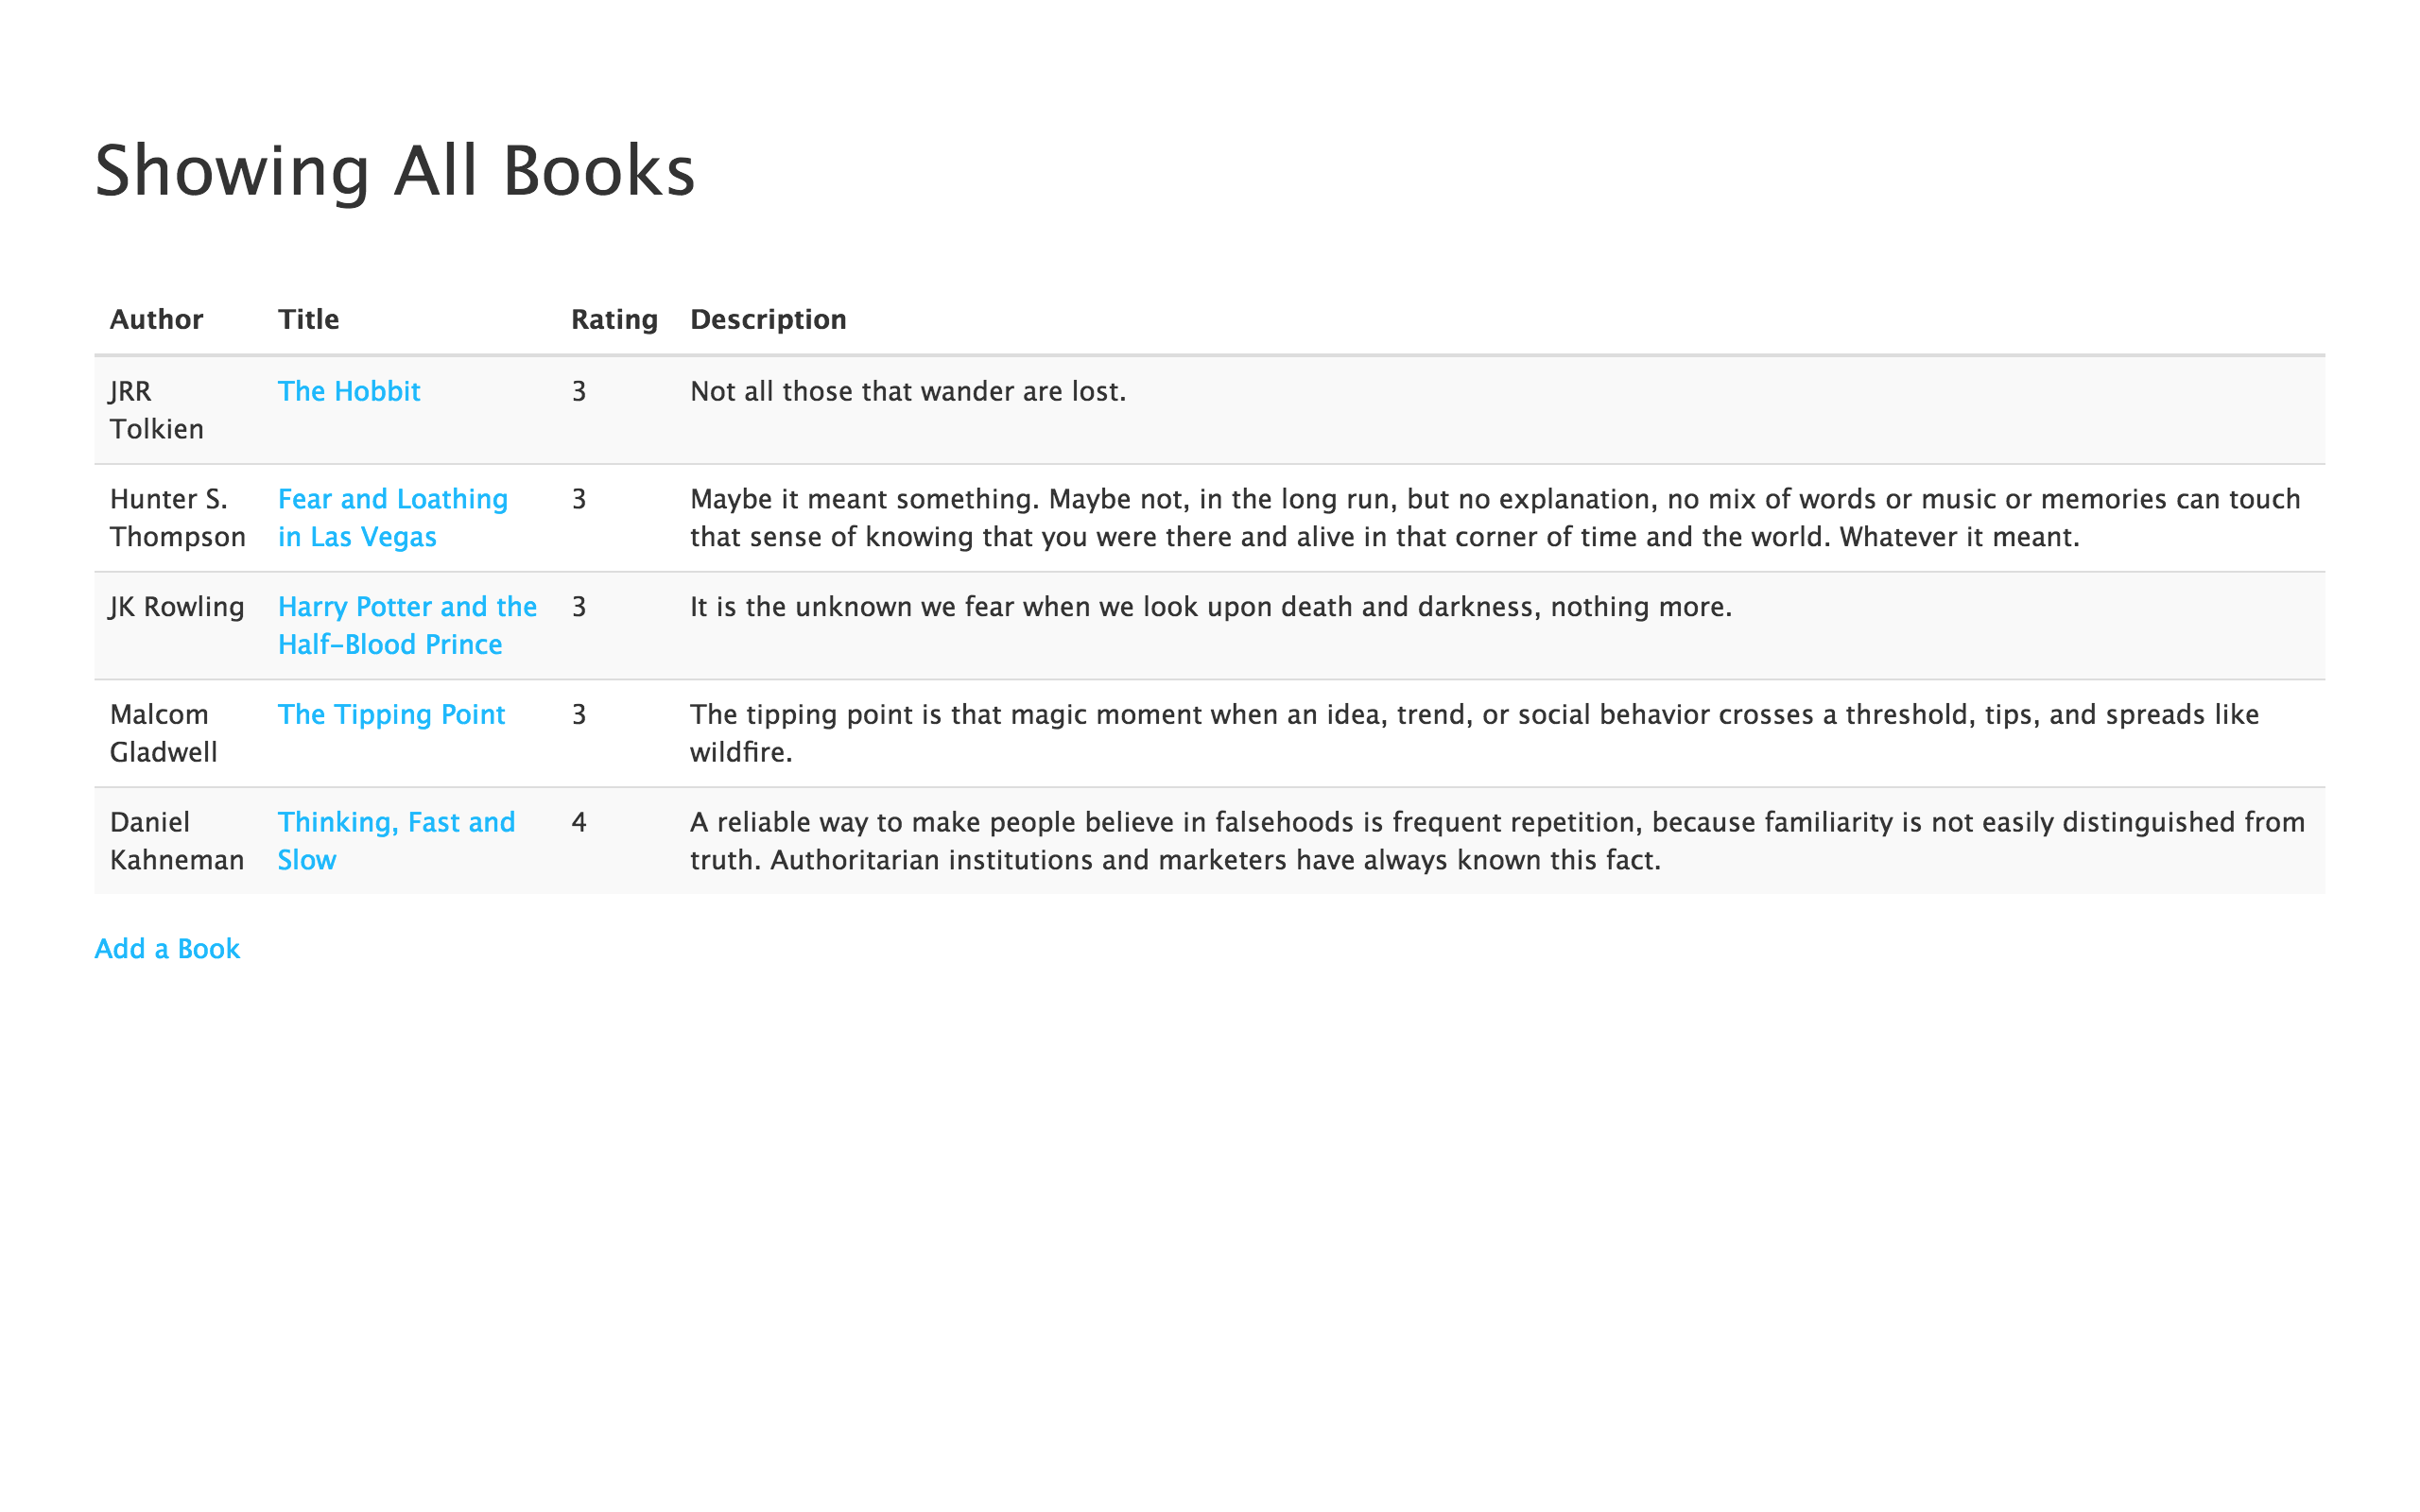 Showing All Books
Author Title Rating Description
JRR The Hobbit 3 Not all those that wander are lost.
Tolkien
Hunter S. Fear and Loathing 3 Maybe it meant something. Maybe not, in the long run, but no explanation, no mix of words or music or memories can touch
Thompson in Las Vegas that sense of knowing that you were there and alive in that corner of time and the world. Whatever it meant.
JK Rowling Harry Potter and the 3 It is the unknown we fear when we look upon death and darkness, nothing more.
Half-Blood Prince
Malcom The Tipping Point 3 The tipping point is that magic moment when an idea, trend, or social behavior crosses a threshold, tips, and spreads like
Gladwell wildfire.
Daniel Thinking, Fast and 4 A reliable way to make people believe in falsehoods is frequent repetition, because familiarity is not easily distinguished from
Kahneman Slow truth. Authoritarian institutions and marketers have always known this fact.
Add a Book